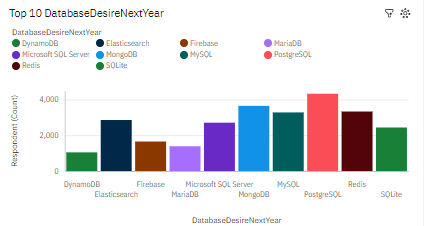 Top 10 DatabaseDesireNextYear
DatabaseDesireNextYear
DynamoDB Elasticsearch Firebase MariaDB
Microsoft SQL Server MongoDB MySQL PostgreSQL
Redis SQLite
Respondent (Count)
4,000
2,000
0
DynamoDB Firebase Microsoft SQL Server MySQL Redis
Elasticsearch MariaDB MongoDB PostgreSQL SQLite
DatabaseDesireNextYear